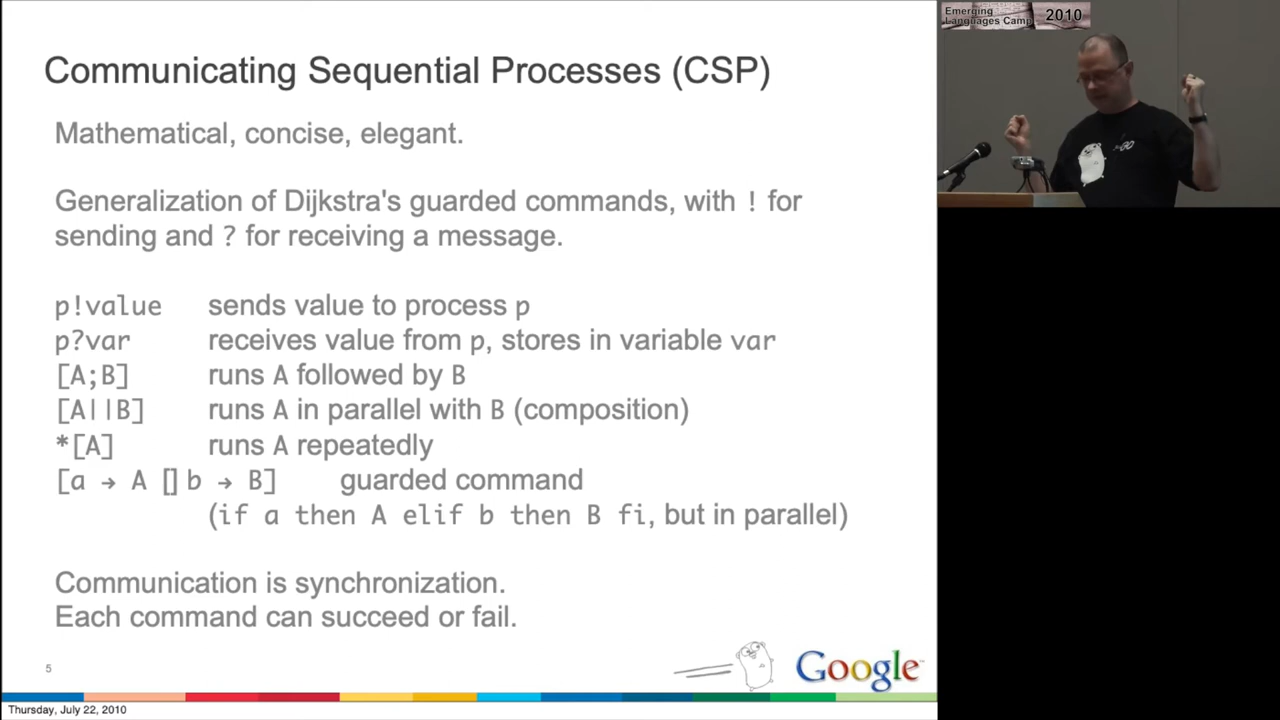 Communicating Sequential Processes (CSP)
Mathematical, concise, elegant.
Generalization of Dijkstra's guarded commands, with ! for
sending and ? for receiving a message.
p!value sends value to process p
p?var receives value from p, stores in variable var
[A;B] runs A followed by B
[A||B] runs A in parallel with B (composition)
*[A] runs A repeatedly
[a → A [] b → B] guarded command
(if a then A elif b then B fi, but in parallel)
Communication is synchronization.
Each command can succeed or fail.
5
Google
Thursday, July 22, 2010
Emerging
Languages Camp 2010
GO